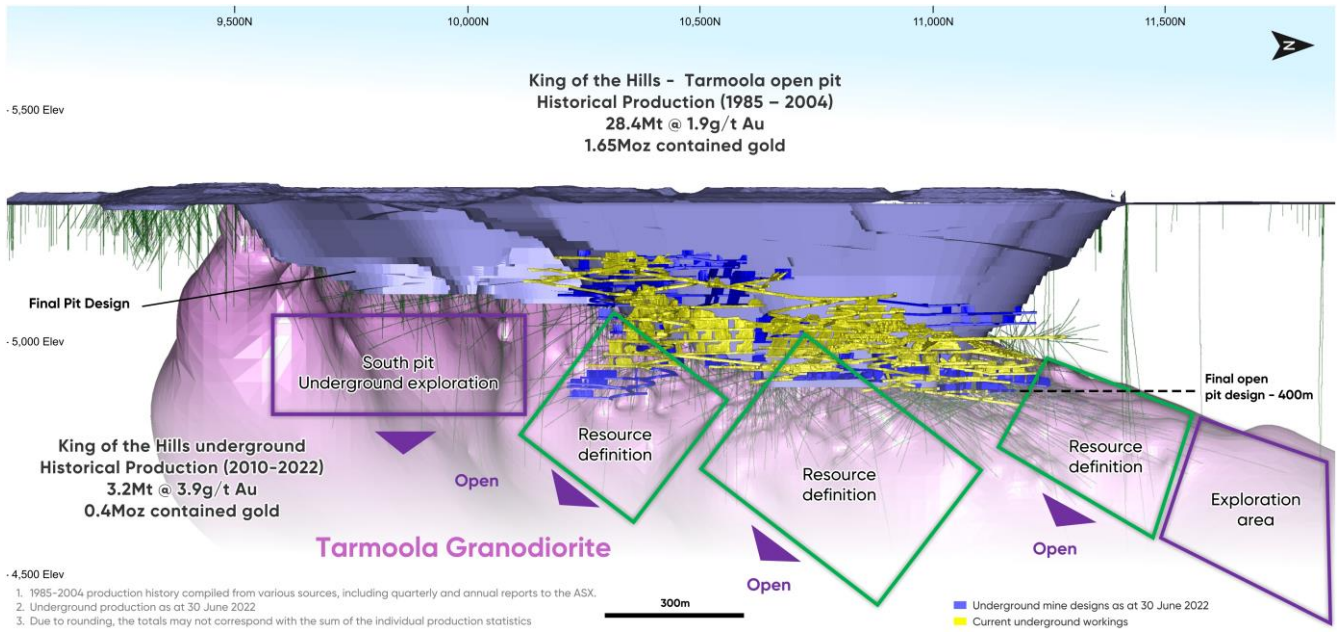 9,500N
10,000N
10,500N
11,000N
11,500N
N
King of the Hills - Tarmoola open pit
Historical Production (1985 – 2004)
28.4Mt @ 1.9g/t Au
1.65Moz contained gold
- 5,500 Elev
Final Pit Design
- 5,000 Elev
South pit
Underground exploration
Final open
pit design - 400m
King of the Hills underground
Historical Production (2010-2022)
3.2Mt @ 3.9g/t Au
0.4Moz contained gold
Open
Resource
definition
Resource
definition
Resource
definition
Exploration
area
Open
Open
Tarmoola Granodiorite
- 4,500 Elev
1. 1985-2004 production history compiled from various sources, including quarterly and annual reports to the ASX.
2. Underground production as at 30 June 2022
3. Due to rounding, the totals may not correspond with the sum of the individual production statistics
300m
Underground mine designs as at 30 June 2022
Current underground workings